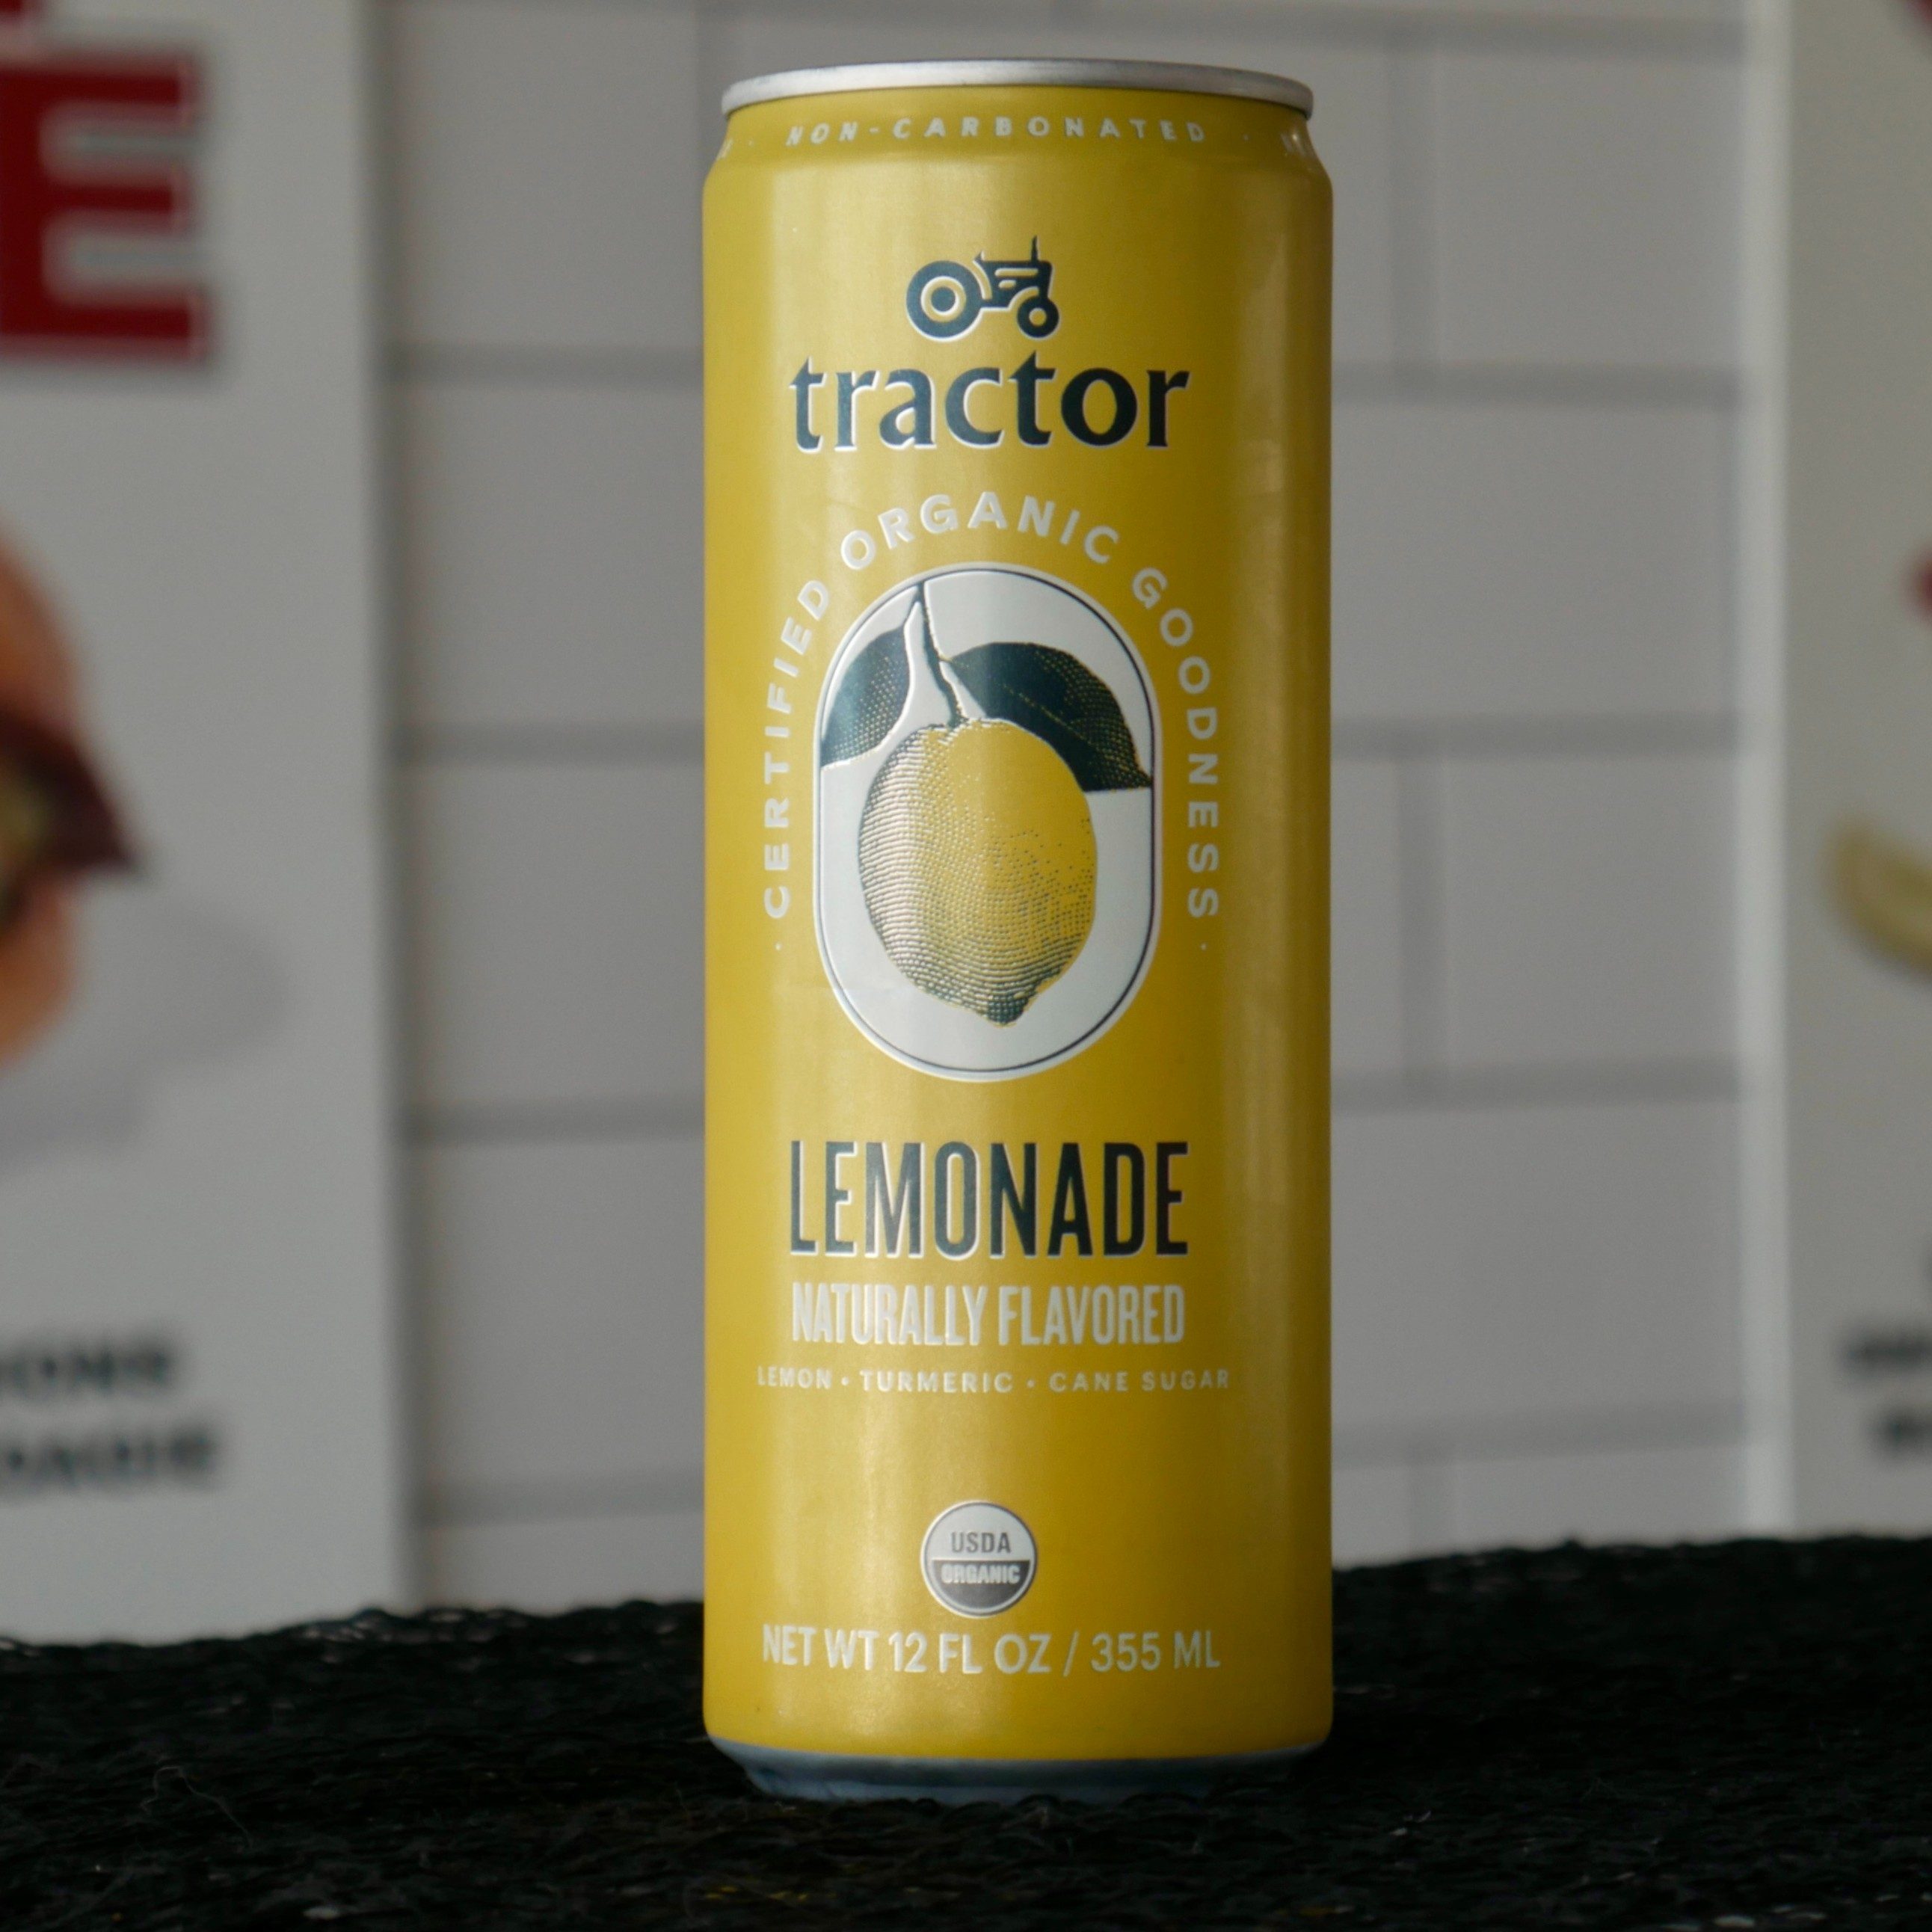 NON-CARBONATED
tractor
· CERTIFIED ORGANIC GOODNESS ·
LEMONADE
NATURALLY FLAVORED
LEMON • TURMERIC • CANE SUGAR
USDA
ORGANIC
NET WT 12 FL OZ / 355 ML